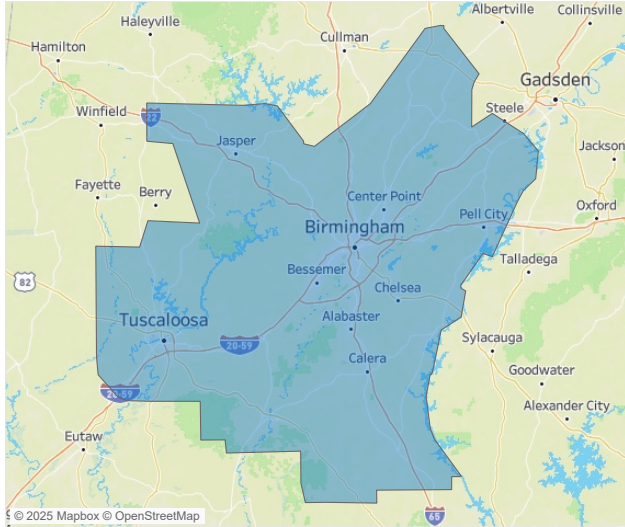 Albertville
Collinsville
Haleyville
Cullman
Hamilton
Gadsden
Steele
Winfield
22
Jasper
Jackson
Fayette
Berry
Center Point
Oxford
Pell City
Birmingham
Talladega
Bessemer
82
Chelsea
Alabaster
Tuscaloosa
20-59
Sylacauga
Calera
Goodwater
20-59
Alexander City
Eutaw
65
© 2025 Mapbox © OpenStreetMap